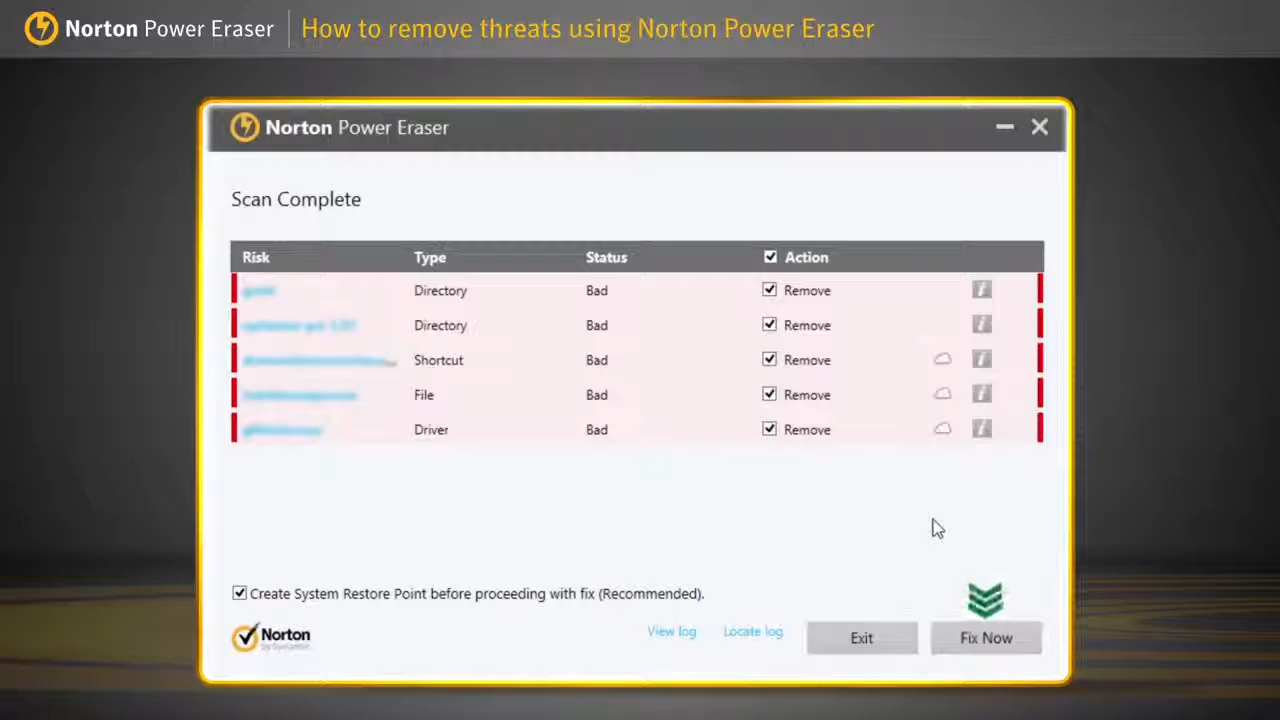 Norton Power Eraser How to remove threats using Norton Power Eraser
Norton Power Eraser
Scan Complete
Risk Type Status Action
Directory Bad Remove
Directory Bad Remove
Shortcut Bad Remove
File Bad Remove
Driver Bad Remove
Create System Restore Point before proceeding with fix (Recommended).
Norton
by Symantec
View log Locate log Exit Fix Now